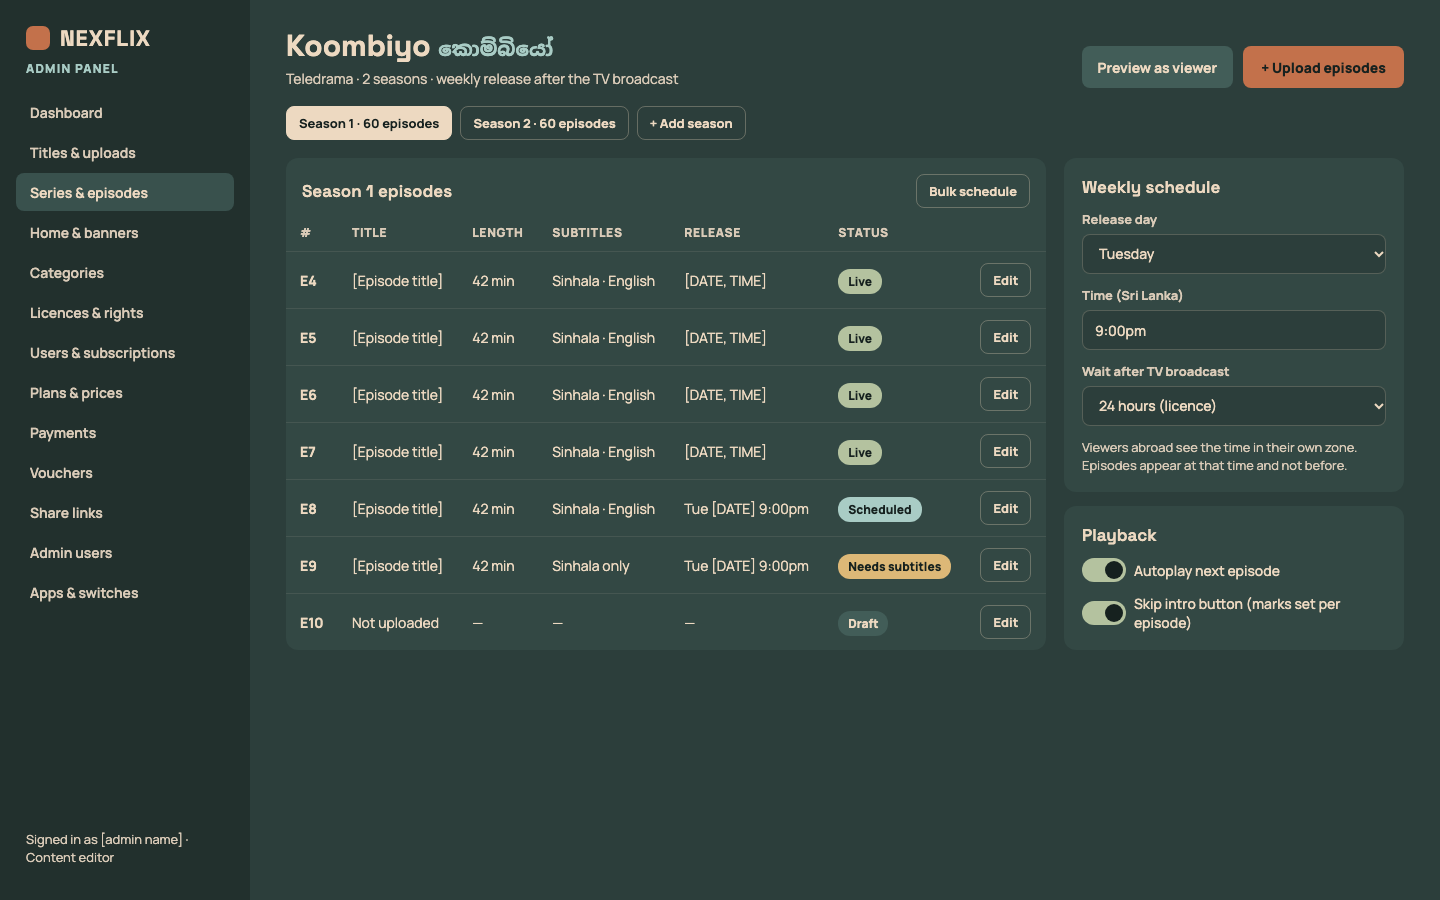 NEXFLIX
ADMIN PANEL
Dashboard
Titles & uploads
Series & episodes
Home & banners
Categories
Licences & rights
Users & subscriptions
Plans & prices
Payments
Vouchers
Share links
Admin users
Apps & switches
Signed in as [admin name] ·
Content editor
Koombiyo කොම්බියෝ
Teledrama · 2 seasons · weekly release after the TV broadcast
Preview as viewer
+ Upload episodes
Season 1 · 60 episodes
Season 2 · 60 episodes
+ Add season
Season 1 episodes
Bulk schedule
# TITLE LENGTH SUBTITLES RELEASE STATUS
E4 [Episode title] 42 min Sinhala · English [DATE, TIME] Live Edit
E5 [Episode title] 42 min Sinhala · English [DATE, TIME] Live Edit
E6 [Episode title] 42 min Sinhala · English [DATE, TIME] Live Edit
E7 [Episode title] 42 min Sinhala · English [DATE, TIME] Live Edit
E8 [Episode title] 42 min Sinhala · English Tue [DATE] 9:00pm Scheduled Edit
E9 [Episode title] 42 min Sinhala only Tue [DATE] 9:00pm Needs subtitles Edit
E10 Not uploaded — — — Draft Edit
Weekly schedule
Release day
Tuesday
Time (Sri Lanka)
9:00pm
Wait after TV broadcast
24 hours (licence)
Viewers abroad see the time in their own zone.
Episodes appear at that time and not before.
Playback
Autoplay next episode
Skip intro button (marks set per
episode)